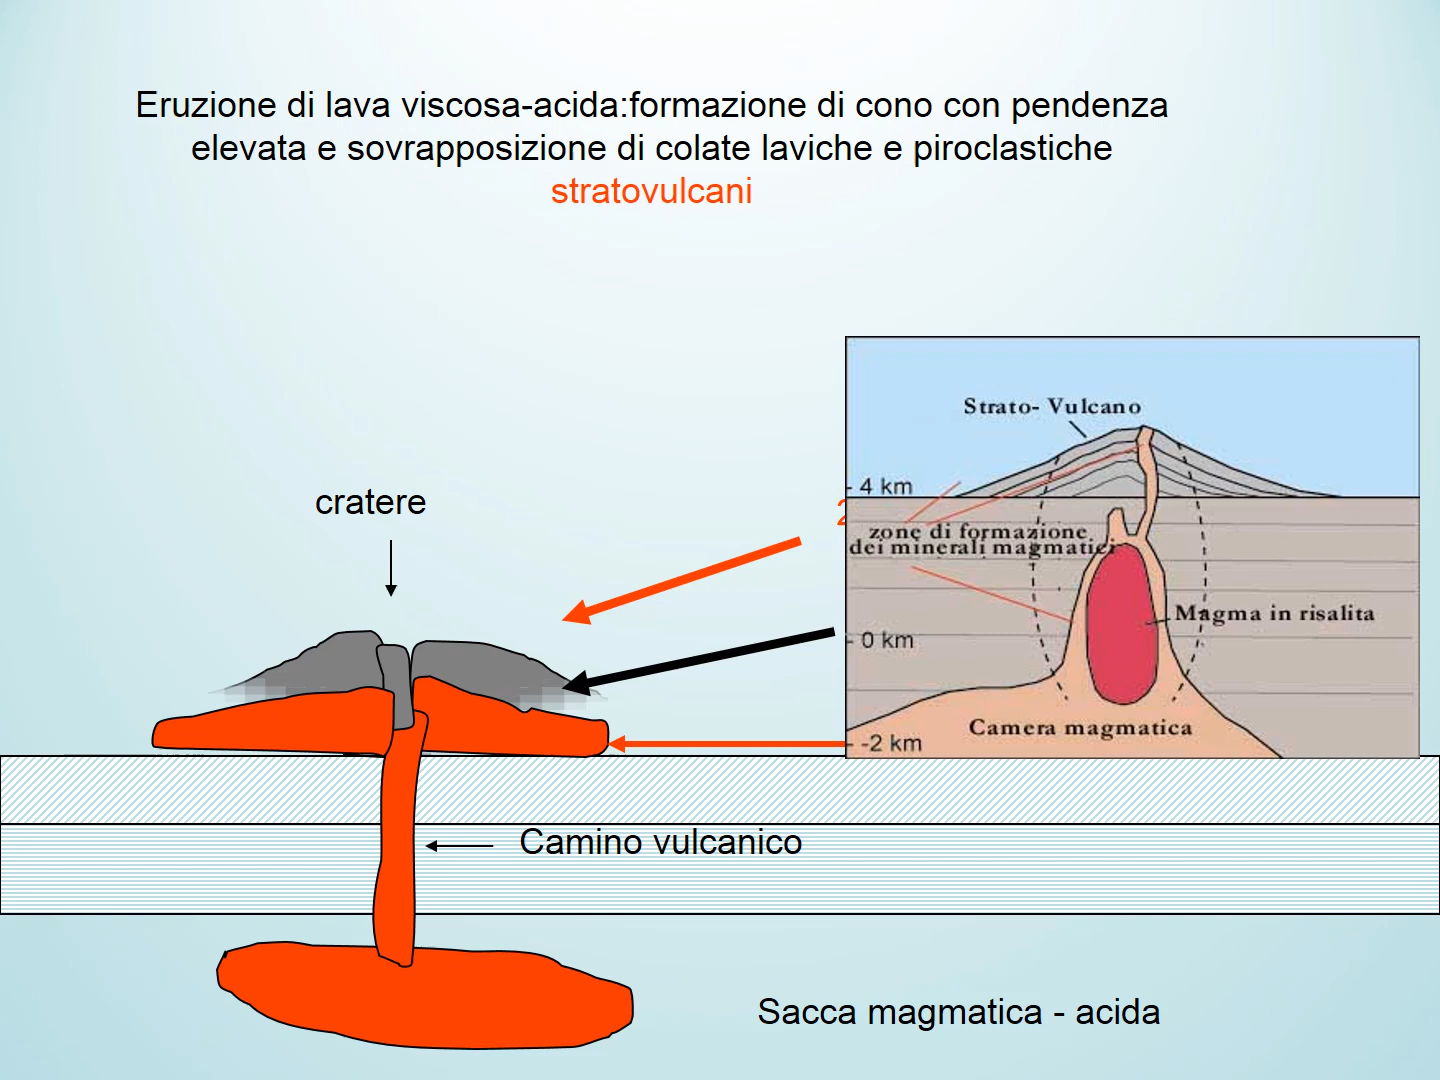 Eruzione di lava viscosa-acida:formazione di cono con pendenza
elevata e sovrapposizione di colate laviche e piroclastiche
stratovulcani
Strato- Vulcano
- 4 km
cratere
2
zone di formazione
dei minerali magmatici
Magma in risalita
- 0 km
Camera magmatica
- -2 km
Camino vulcanico
Sacca magmatica - acida